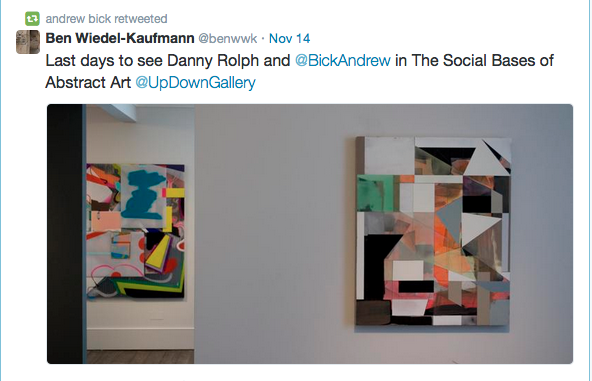 andrew bick retweeted
Ben Wiedel-Kaufmann @benwwk · Nov 14
Last days to see Danny Rolph and @BickAndrew in The Social Bases of
Abstract Art @UpDownGallery